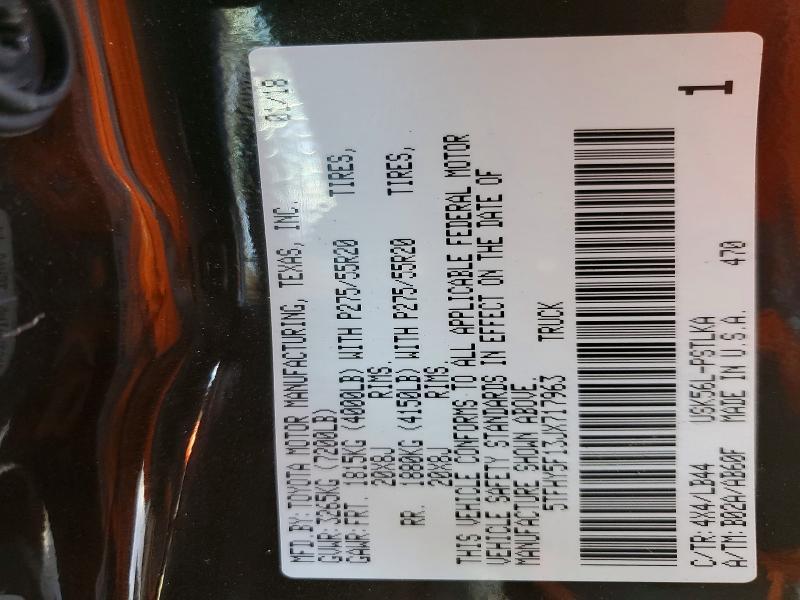 MFD.BY: TOYOTA MOTOR MANUFACTURING, TEXAS, INC. 01/18
GVWR: 3265KG (7200LB)
GAWR: FRT. 1815KG (4000LB) WITH P275/55R20 TIRES,
20X8J RIMS.
RR. 1880KG (4150LB) WITH P275/55R20 TIRES,
20X8J RIMS.
THIS VEHICLE CONFORMS TO ALL APPLICABLE FEDERAL MOTOR
VEHICLE SAFETY STANDARDS IN EFFECT ON THE DATE OF
MANUFACTURE SHOWN ABOVE.
5TFHY5F13JX717963 TRUCK
C/TR: 4X4/LB44 USK56L-PSTLKA
A/TM: B02A/AB60F MADE IN U.S.A. 470
1